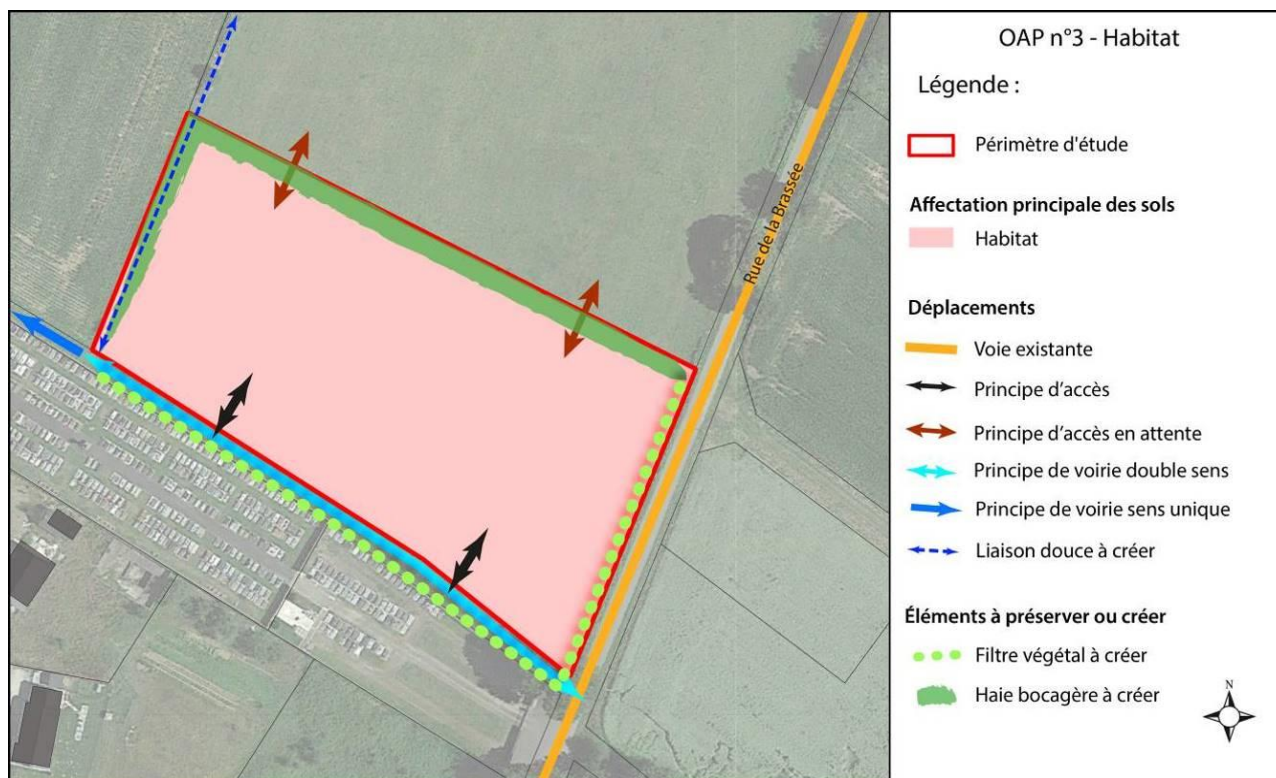 Rue de la Brassée
OAP n°3 - Habitat
Légende :
Périmètre d'étude
Affectation principale des sols
Habitat
Déplacements
Voie existante
Principe d'accès
Principe d'accès en attente
Principe de voirie double sens
Principe de voirie sens unique
Liaison douce à créer
Éléments à préserver ou créer
Filtre végétal à créer
Haie bocagère à créer
N